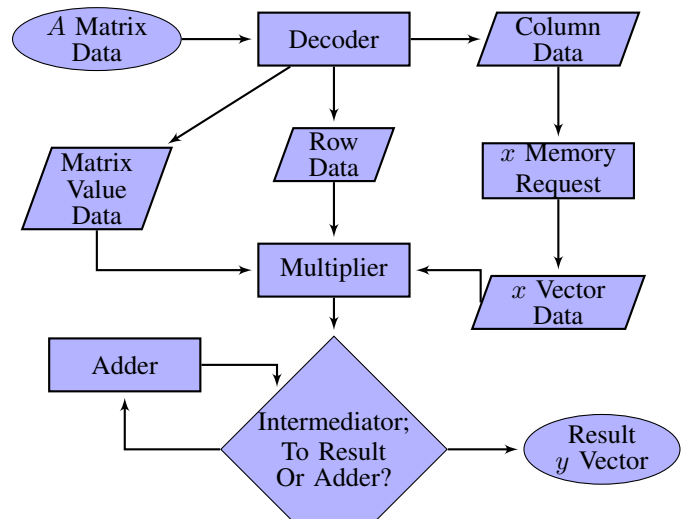 A Matrix
Data
Decoder
Column
Data
Matrix
Value
Data
Row
Data
x Memory
Request
Multiplier
x Vector
Data
Adder
Intermediator;
To Result
Or Adder?
Result
y Vector